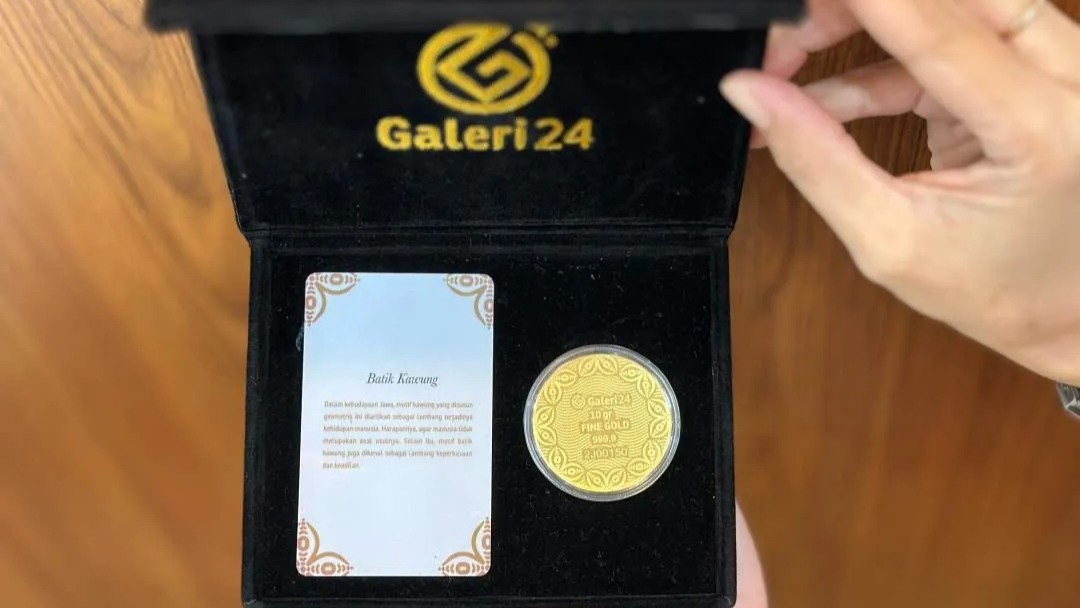 Galeri24
Batik Kawung
Dalam kebudayaan Jawa, motif kawung yang disusun
geometris ini diartikan sebagai lambang terjadinya
kehidupan manusia. Harapannya, agar manusia tidak
melupakan asal usulnya. Selain itu, motif batik
kawung juga dikenal sebagai lambang keperkasaan
dan keadilan.
Galeri24
10 gr
FINE GOLD
999.9
2J00150